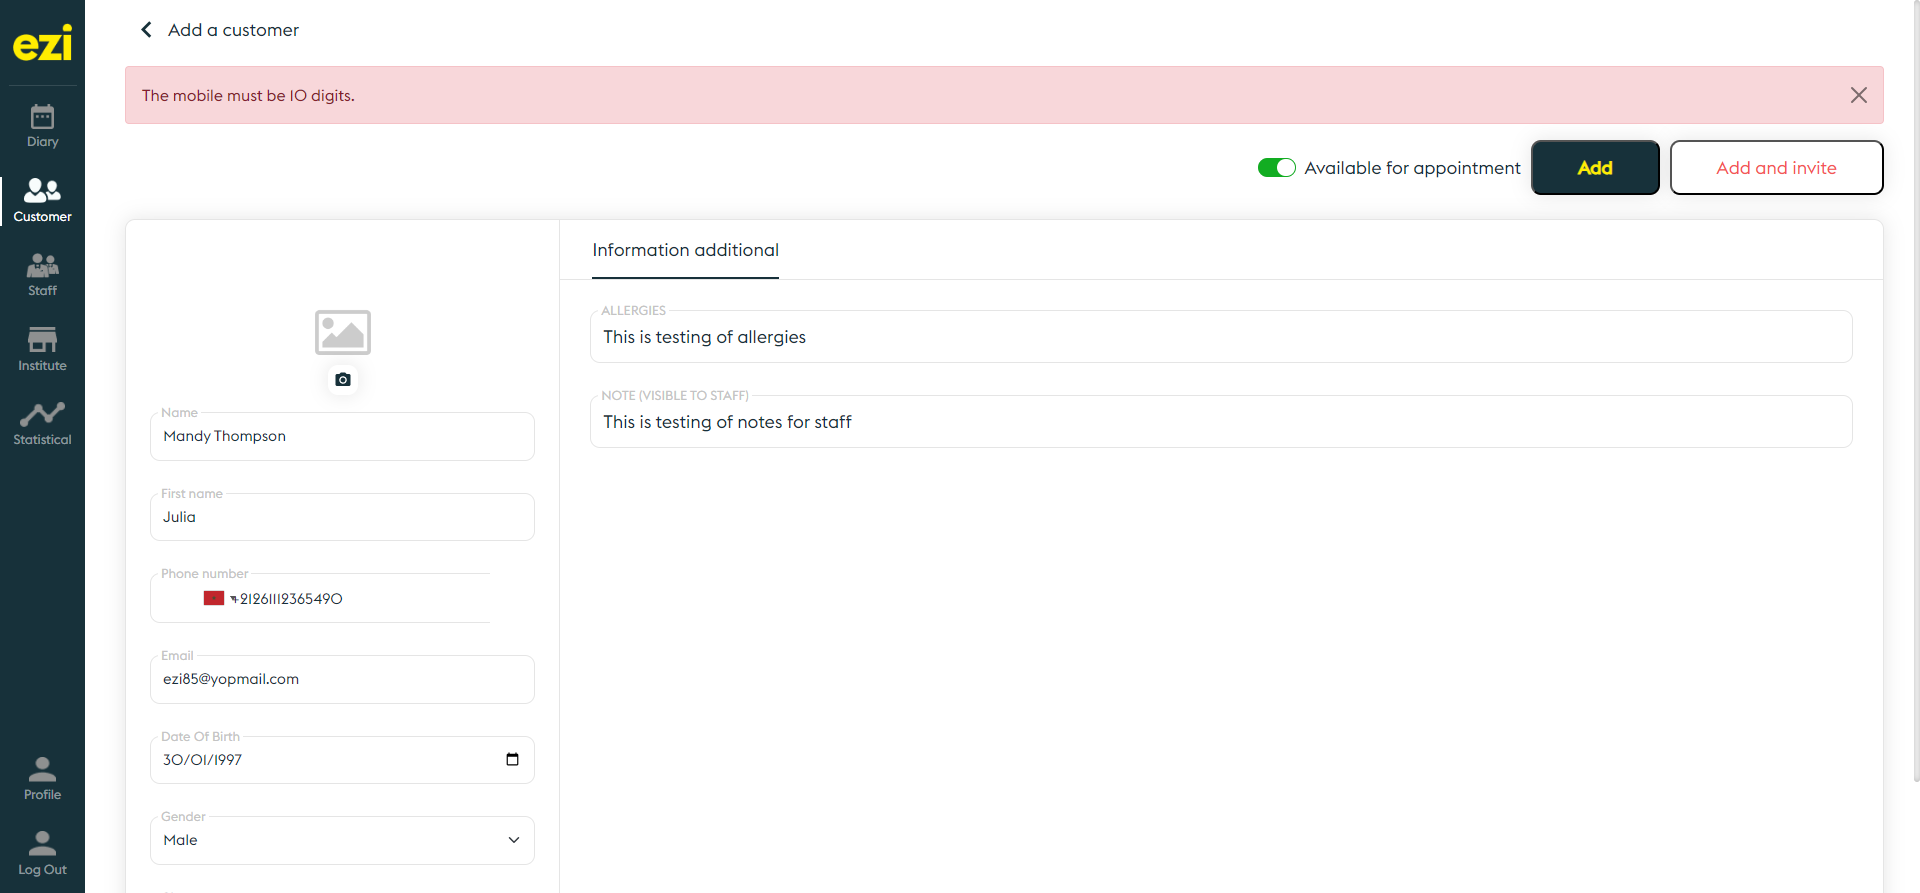 ezi
Diary
Customer
Staff
Institute
Statistical
Profile
Log Out
Add a customer
The mobile must be 10 digits.
Available for appointment
Add
Add and invite
Name
Mandy Thompson
First name
Julia
Phone number
+21261112365490
Email
ezi85@yopmail.com
Date Of Birth
30/01/1997
Gender
Male
Information additional
ALLERGIES
This is testing of allergies
NOTE (VISIBLE TO STAFF)
This is testing of notes for staff